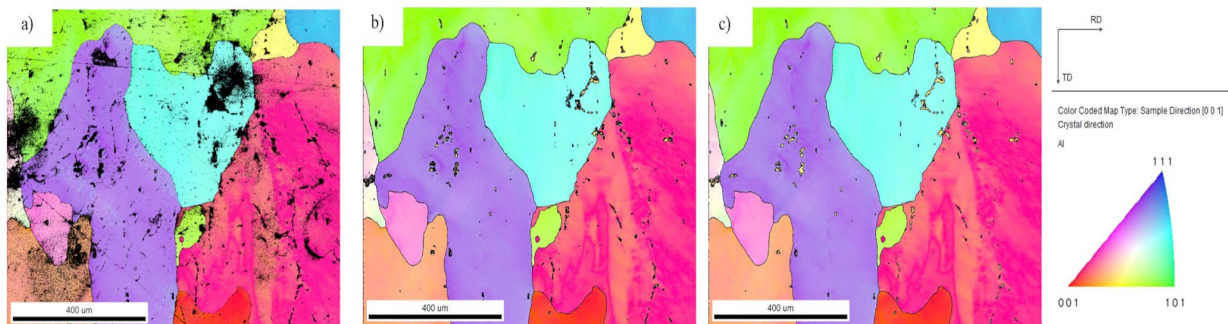 a)
b)
c)
400 um
400 um
400 um
RD
TD
Color Coded Map Type: Sample Direction [0 0 1]
Crystal direction
Al
1 1 1
0 0 1
1 0 1